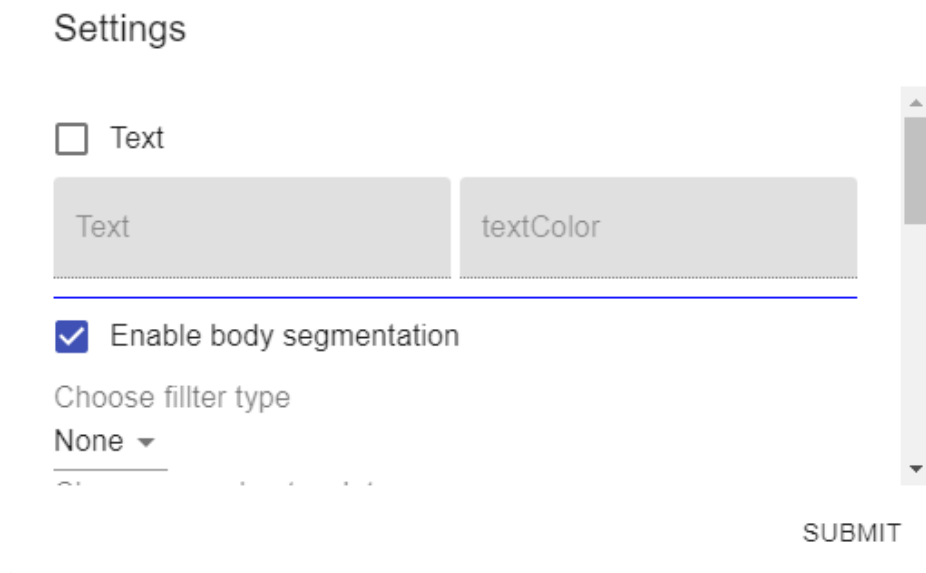 Settings
Text
Text textColor
Enable body segmentation
Choose fillter type
None
SUBMIT